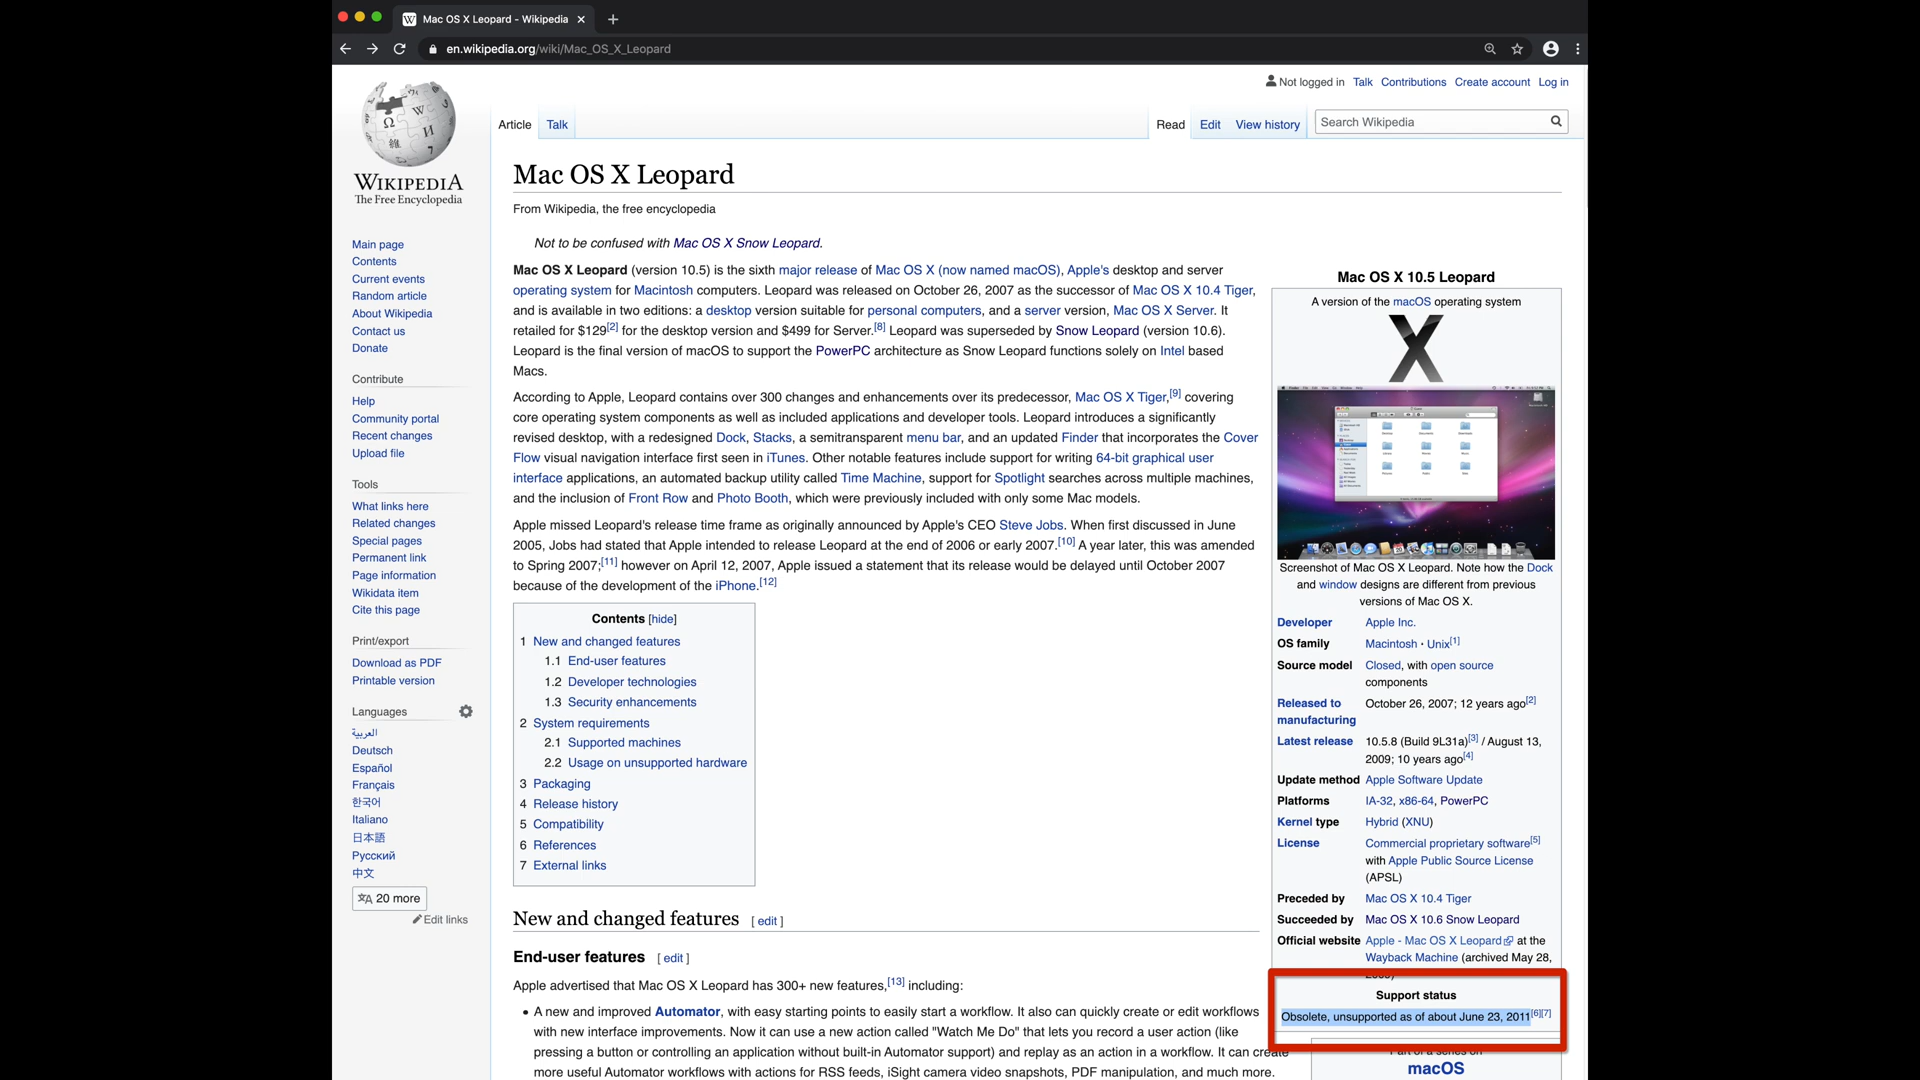 Mac OS X Leopard - Wikipedia
en.wikipedia.org/wiki/Mac_OS_X_Leopard
Not logged in Talk Contributions Create account Log in
Article Talk Read Edit View history Search Wikipedia
WIKIPEDIA
The Free Encyclopedia
Main page
Contents
Current events
Random article
About Wikipedia
Contact us
Donate
Contribute
Help
Community portal
Recent changes
Upload file
Tools
What links here
Related changes
Special pages
Permanent link
Page information
Wikidata item
Cite this page
Print/export
Download as PDF
Printable version
Languages
العربية
Deutsch
Español
Français
한국어
Italiano
日本語
Русский
中文
20 more
Edit links
Mac OS X Leopard
From Wikipedia, the free encyclopedia
Not to be confused with Mac OS X Snow Leopard.
Mac OS X Leopard (version 10.5) is the sixth major release of Mac OS X (now named macOS), Apple's desktop and server
operating system for Macintosh computers. Leopard was released on October 26, 2007 as the successor of Mac OS X 10.4 Tiger,
and is available in two editions: a desktop version suitable for personal computers, and a server version, Mac OS X Server. It
retailed for $129[2] for the desktop version and $499 for Server.[8] Leopard was superseded by Snow Leopard (version 10.6).
Leopard is the final version of macOS to support the PowerPC architecture as Snow Leopard functions solely on Intel based
Macs.
According to Apple, Leopard contains over 300 changes and enhancements over its predecessor, Mac OS X Tiger,[9] covering
core operating system components as well as included applications and developer tools. Leopard introduces a significantly
revised desktop, with a redesigned Dock, Stacks, a semitransparent menu bar, and an updated Finder that incorporates the Cover
Flow visual navigation interface first seen in iTunes. Other notable features include support for writing 64-bit graphical user
interface applications, an automated backup utility called Time Machine, support for Spotlight searches across multiple machines,
and the inclusion of Front Row and Photo Booth, which were previously included with only some Mac models.
Apple missed Leopard's release time frame as originally announced by Apple's CEO Steve Jobs. When first discussed in June
2005, Jobs had stated that Apple intended to release Leopard at the end of 2006 or early 2007.[10] A year later, this was amended
to Spring 2007;[11] however on April 12, 2007, Apple issued a statement that its release would be delayed until October 2007
because of the development of the iPhone.[12]
Contents [hide]
1 New and changed features
1.1 End-user features
1.2 Developer technologies
1.3 Security enhancements
2 System requirements
2.1 Supported machines
2.2 Usage on unsupported hardware
3 Packaging
4 Release history
5 Compatibility
6 References
7 External links
New and changed features [ edit ]
End-user features [ edit ]
Apple advertised that Mac OS X Leopard has 300+ new features,[13] including:
• A new and improved Automator, with easy starting points to easily start a workflow. It also can quickly create or edit workflows
with new interface improvements. Now it can use a new action called "Watch Me Do" that lets you record a user action (like
pressing a button or controlling an application without built-in Automator support) and replay as an action in a workflow. It can create
more useful Automator workflows with actions for RSS feeds, iSight camera video snapshots, PDF manipulation, and much more.
Mac OS X 10.5 Leopard
A version of the macOS operating system
X
Screenshot of Mac OS X Leopard. Note how the Dock
and window designs are different from previous
versions of Mac OS X.
Developer Apple Inc.
OS family Macintosh · Unix[1]
Source model Closed, with open source
components
Released to October 26, 2007; 12 years ago[2]
manufacturing
Latest release 10.5.8 (Build 9L31a)[3] / August 13,
2009; 10 years ago[4]
Update method Apple Software Update
Platforms IA-32, x86-64, PowerPC
Kernel type Hybrid (XNU)
License Commercial proprietary software[5]
with Apple Public Source License
(APSL)
Preceded by Mac OS X 10.4 Tiger
Succeeded by Mac OS X 10.6 Snow Leopard
Official website Apple - Mac OS X Leopard at the
Wayback Machine (archived May 28,
Support status
Obsolete, unsupported as of about June 23, 2011[6][7]
Part of a series on
macOS